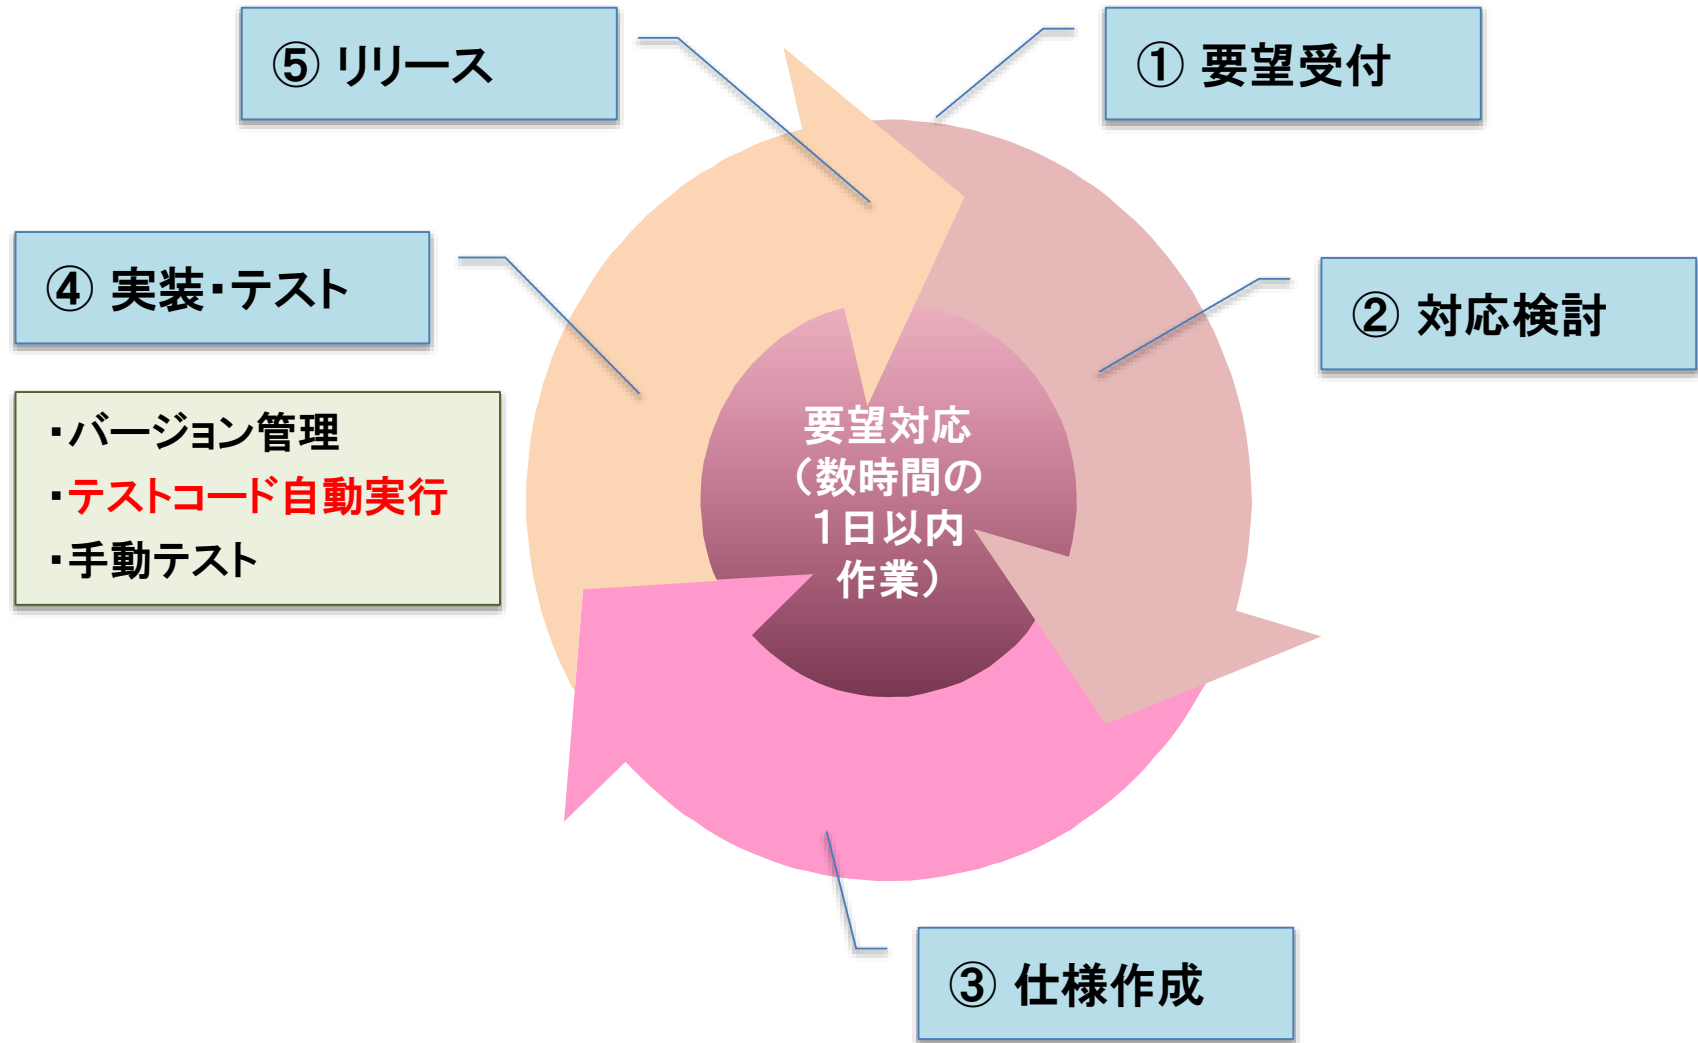 ⑤ リリース
① 要望受付
④ 実装・テスト
② 対応検討
・バージョン管理
・テストコード自動実行
・手動テスト
要望対応
（数時間の
1日以内
作業）
③ 仕様作成